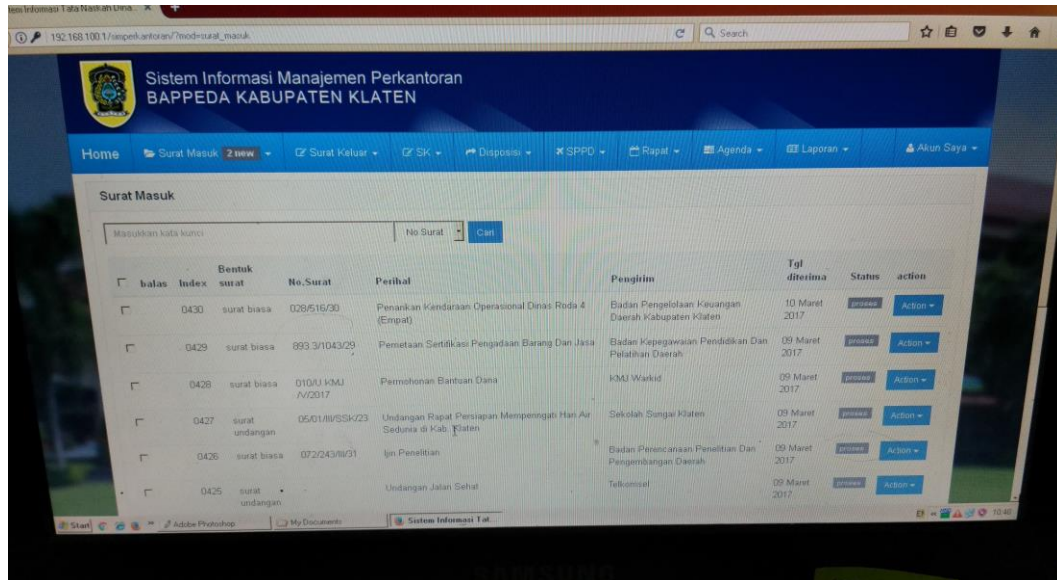 tem Informasi Tata Naskah Dina...
192.168.100.1/simperkantoran/?mod=surat_masuk
Search
Sistem Informasi Manajemen Perkantoran
BAPPEDA KABUPATEN KLATEN
Home Surat Masuk 2 new Surat Keluar SK Disposisi SPPD Rapat Agenda Laporan Akun Saya
Surat Masuk
Masukkan kata kunci No Surat Cari
balas Index Bentuk surat No.Surat Perihal Pengirim Tgl diterima Status action
0430 surat biasa 028/516/30 Penarikan Kendaraan Operasional Dinas Roda 4 (Empat) Badan Pengelolaan Keuangan Daerah Kabupaten Klaten 10 Maret 2017 proses Action
0429 surat biasa 893.3/1043/29 Pemetaan Sertifikasi Pengadaan Barang Dan Jasa Badan Kepegawaian Pendidikan Dan Pelatihan Daerah 09 Maret 2017 proses Action
0428 surat biasa 010/U.KMJ /V/2017 Permohonan Bantuan Dana KMJ Warkid 09 Maret 2017 proses Action
0427 surat undangan 05/01/III/SSK/23 Undangan Rapat Persiapan Memperingati Hari Air Sedunia di Kab. Klaten Sekolah Sungai Klaten 09 Maret 2017 proses Action
0426 surat biasa 072/243/III/31 Ijin Penelitian Badan Perencanaan Penelitian Dan Pengembangan Daerah 09 Maret 2017 proses Action
0425 surat undangan Undangan Jalan Sehat Telkomsel 09 Maret 2017 proses Action
Start Adobe Photoshop My Documents Sistem Informasi Tat... 10:40
SAMSUNG